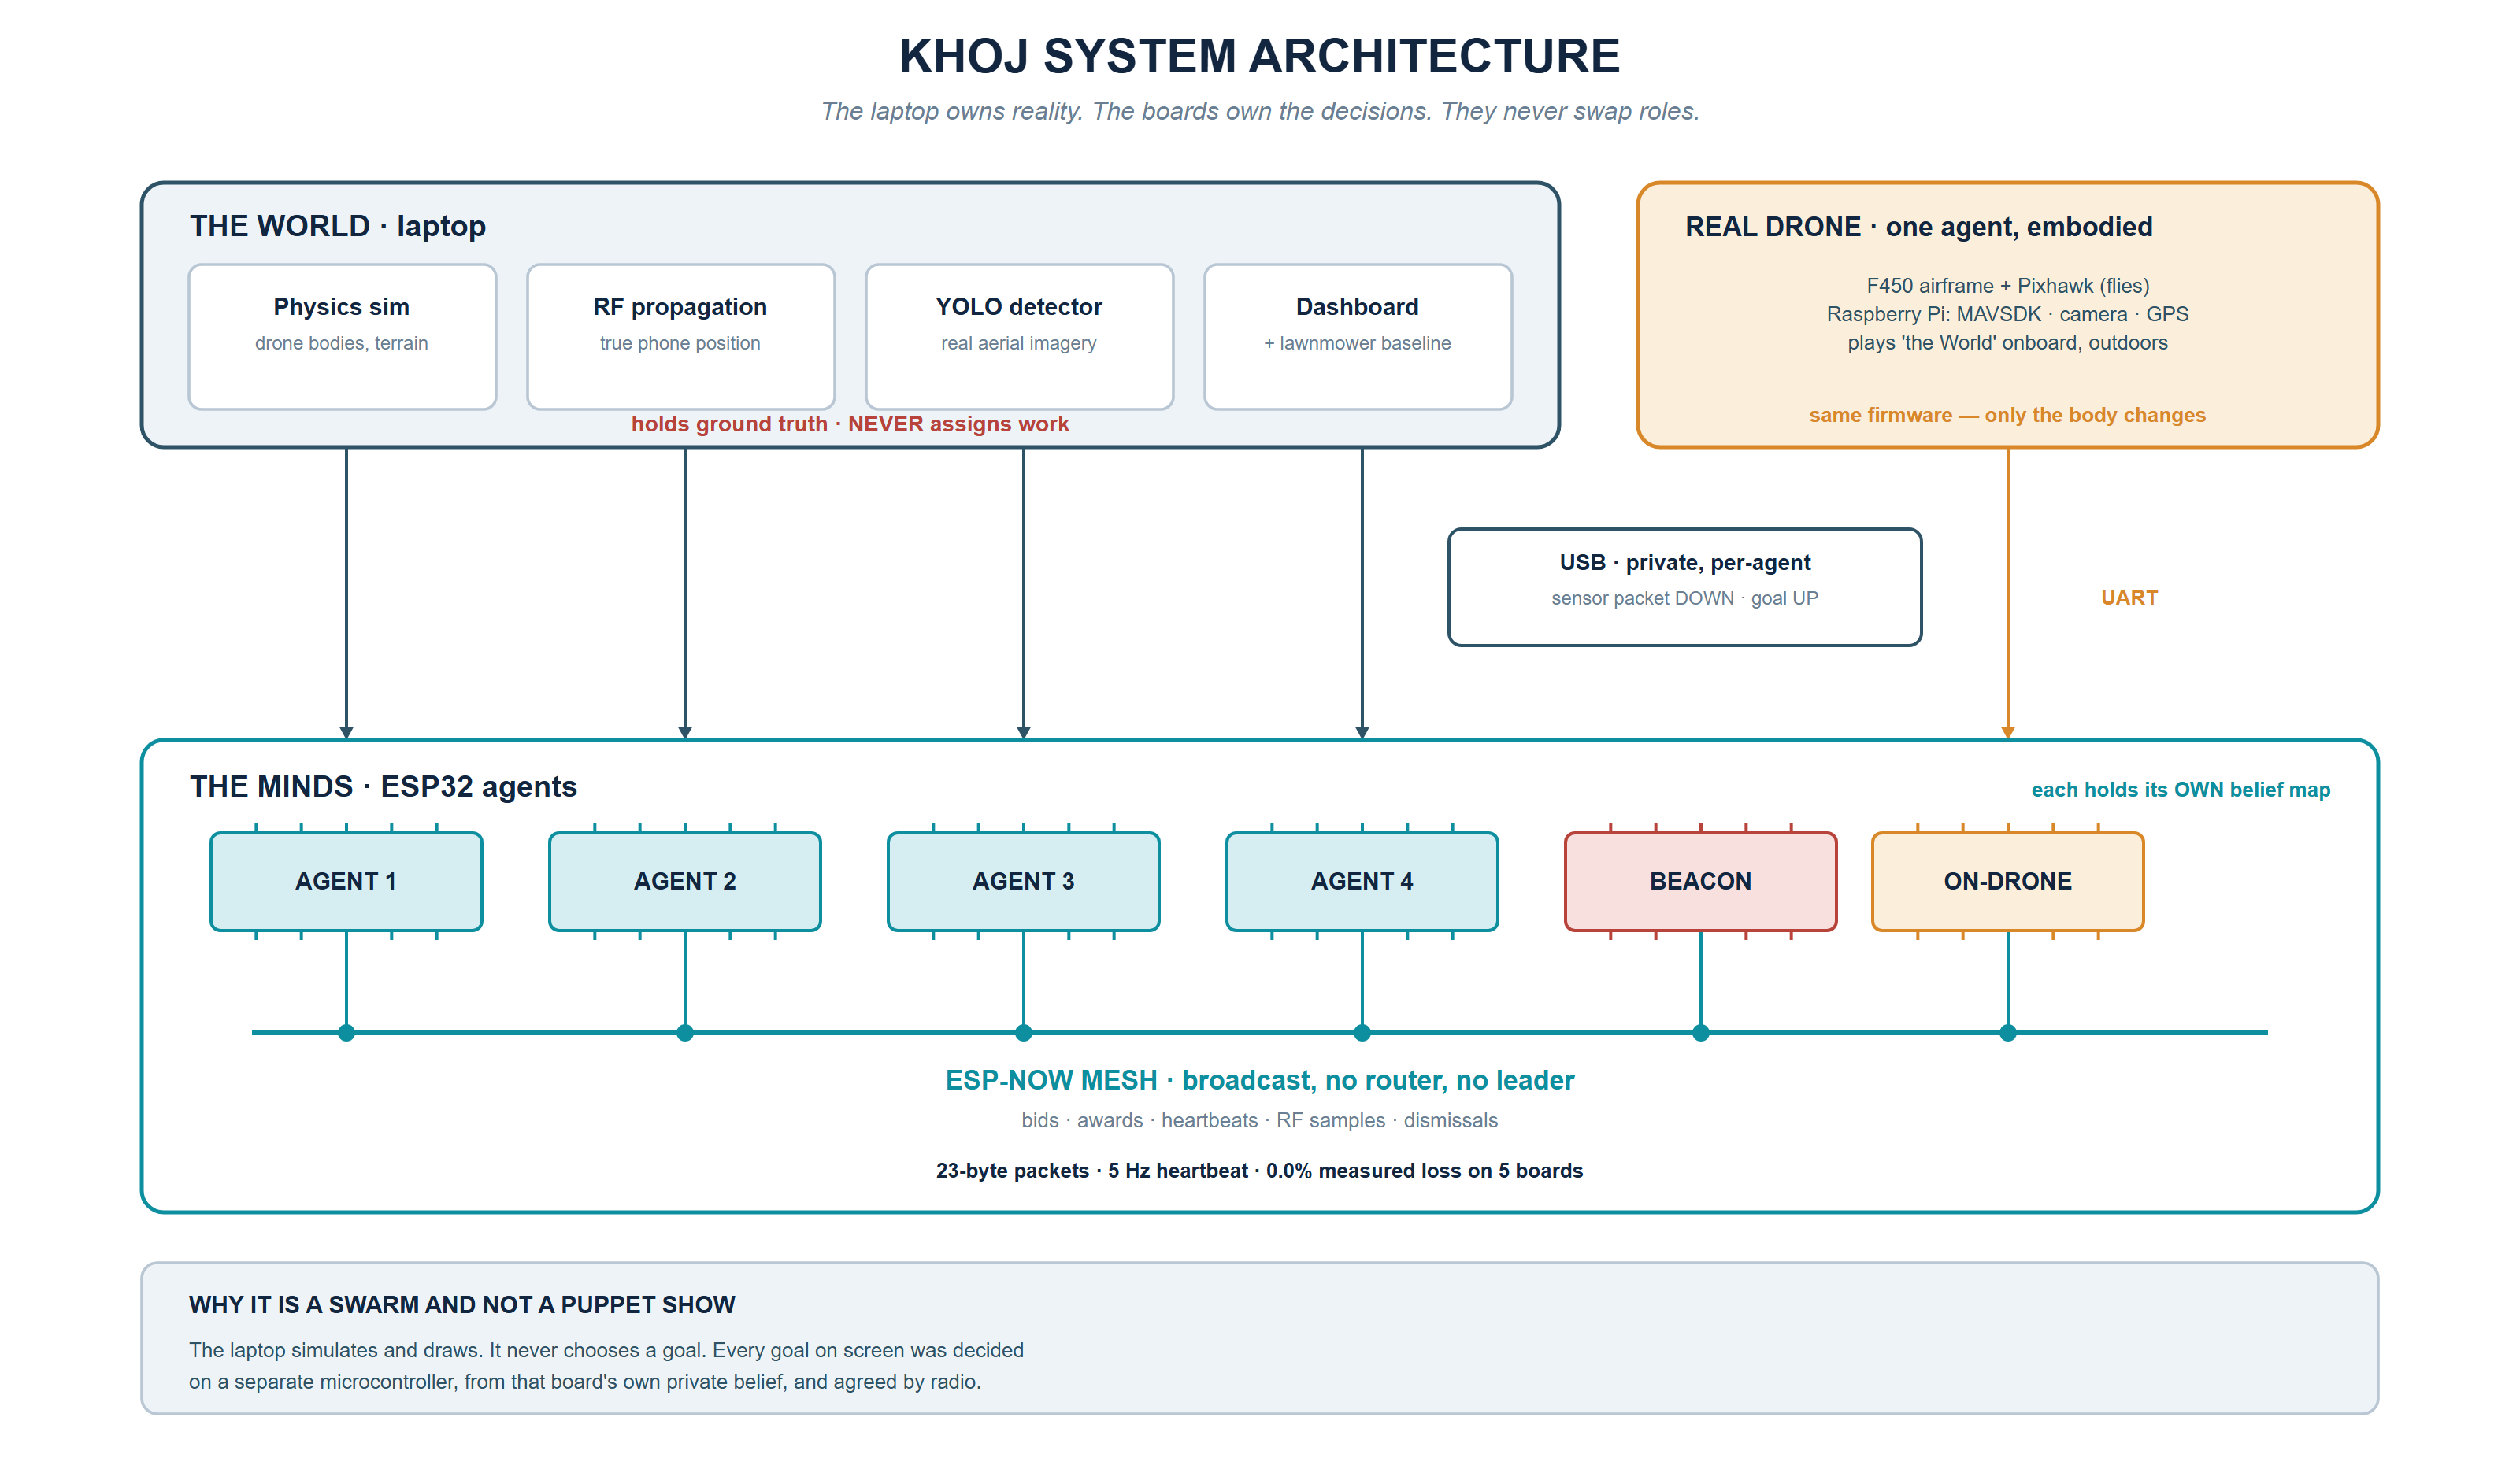 KHOJ SYSTEM ARCHITECTURE
The laptop owns reality. The boards own the decisions. They never swap roles.
THE WORLD · laptop
Physics sim
drone bodies, terrain
RF propagation
true phone position
YOLO detector
real aerial imagery
Dashboard
+ lawnmower baseline
holds ground truth · NEVER assigns work
REAL DRONE · one agent, embodied
F450 airframe + Pixhawk (flies)
Raspberry Pi: MAVSDK · camera · GPS
plays 'the World' onboard, outdoors
same firmware — only the body changes
USB · private, per-agent
sensor packet DOWN · goal UP
UART
THE MINDS · ESP32 agents
each holds its OWN belief map
AGENT 1
AGENT 2
AGENT 3
AGENT 4
BEACON
ON-DRONE
ESP-NOW MESH · broadcast, no router, no leader
bids · awards · heartbeats · RF samples · dismissals
23-byte packets · 5 Hz heartbeat · 0.0% measured loss on 5 boards
WHY IT IS A SWARM AND NOT A PUPPET SHOW
The laptop simulates and draws. It never chooses a goal. Every goal on screen was decided
on a separate microcontroller, from that board's own private belief, and agreed by radio.